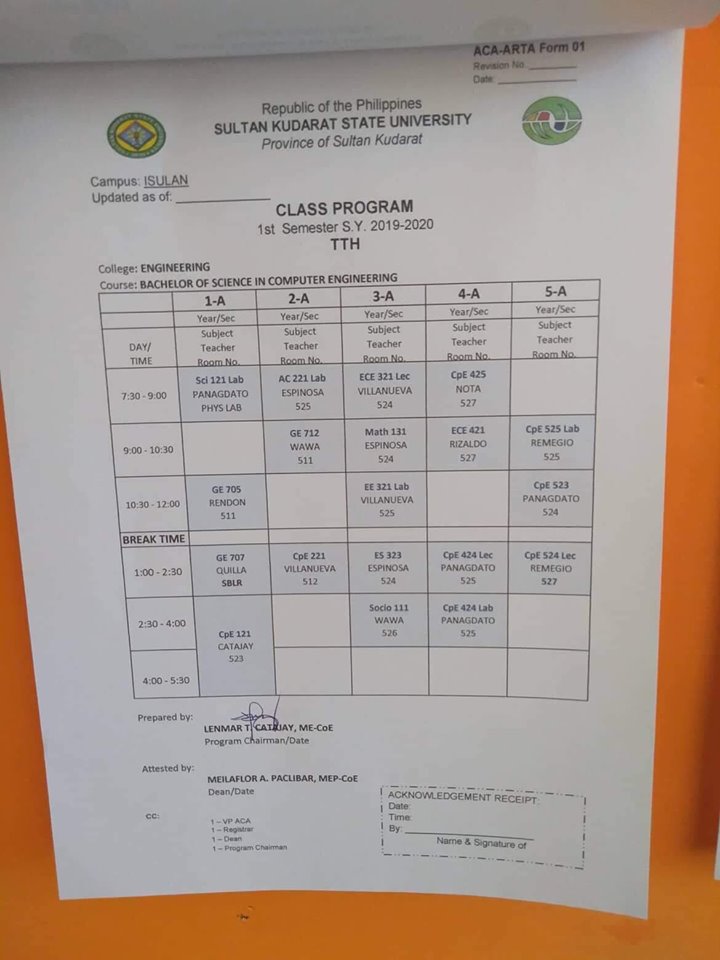 ACA-ARTA Form 01
Revision No. ________
Date: ____________
Republic of the Philippines
SULTAN KUDARAT STATE UNIVERSITY
Province of Sultan Kudarat
Campus: ISULAN
Updated as of: ____________
CLASS PROGRAM
1st Semester S.Y. 2019-2020
TTH
College: ENGINEERING
Course: BACHELOR OF SCIENCE IN COMPUTER ENGINEERING
1-A 2-A 3-A 4-A 5-A
Year/Sec Year/Sec Year/Sec Year/Sec Year/Sec
Subject Subject Subject Subject Subject
DAY/ Teacher Teacher Teacher Teacher Teacher
TIME Room No. Room No. Room No. Room No. Room No.
Sci 121 Lab AC 221 Lab ECE 321 Lec CpE 425
7:30 - 9:00 PANAGDATO ESPINOSA VILLANUEVA NOTA
PHYS LAB 525 524 527
GE 712 Math 131 ECE 421 CpE 525 Lab
9:00 - 10:30 WAWA ESPINOSA RIZALDO REMEGIO
511 524 527 525
GE 705 EE 321 Lab CpE 523
10:30 - 12:00 RENDON VILLANUEVA PANAGDATO
511 525 524
BREAK TIME
GE 707 CpE 221 ES 323 CpE 424 Lec CpE 524 Lec
1:00 - 2:30 QUILLA VILLANUEVA ESPINOSA PANAGDATO REMEGIO
SBLR 512 524 525 527
Socio 111 CpE 424 Lab
2:30 - 4:00 WAWA PANAGDATO
526 525
CpE 121
CATAJAY
523
4:00 - 5:30
Prepared by:
LENMAR T. CATAJAY, ME-CoE
Program Chairman/Date
Attested by:
MEILAFLOR A. PACLIBAR, MEP-CoE
Dean/Date
CC:
1 – VP ACA
1 – Registrar
1 – Dean
1 – Program Chairman
ACKNOWLEDGEMENT RECEIPT:
Date:
Time:
By: ____________________
Name & Signature of